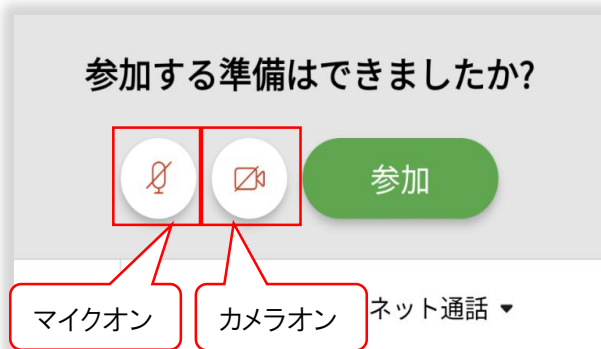 参加する準備はできましたか?
参加
マイクオン
カメラオン
ネット通話